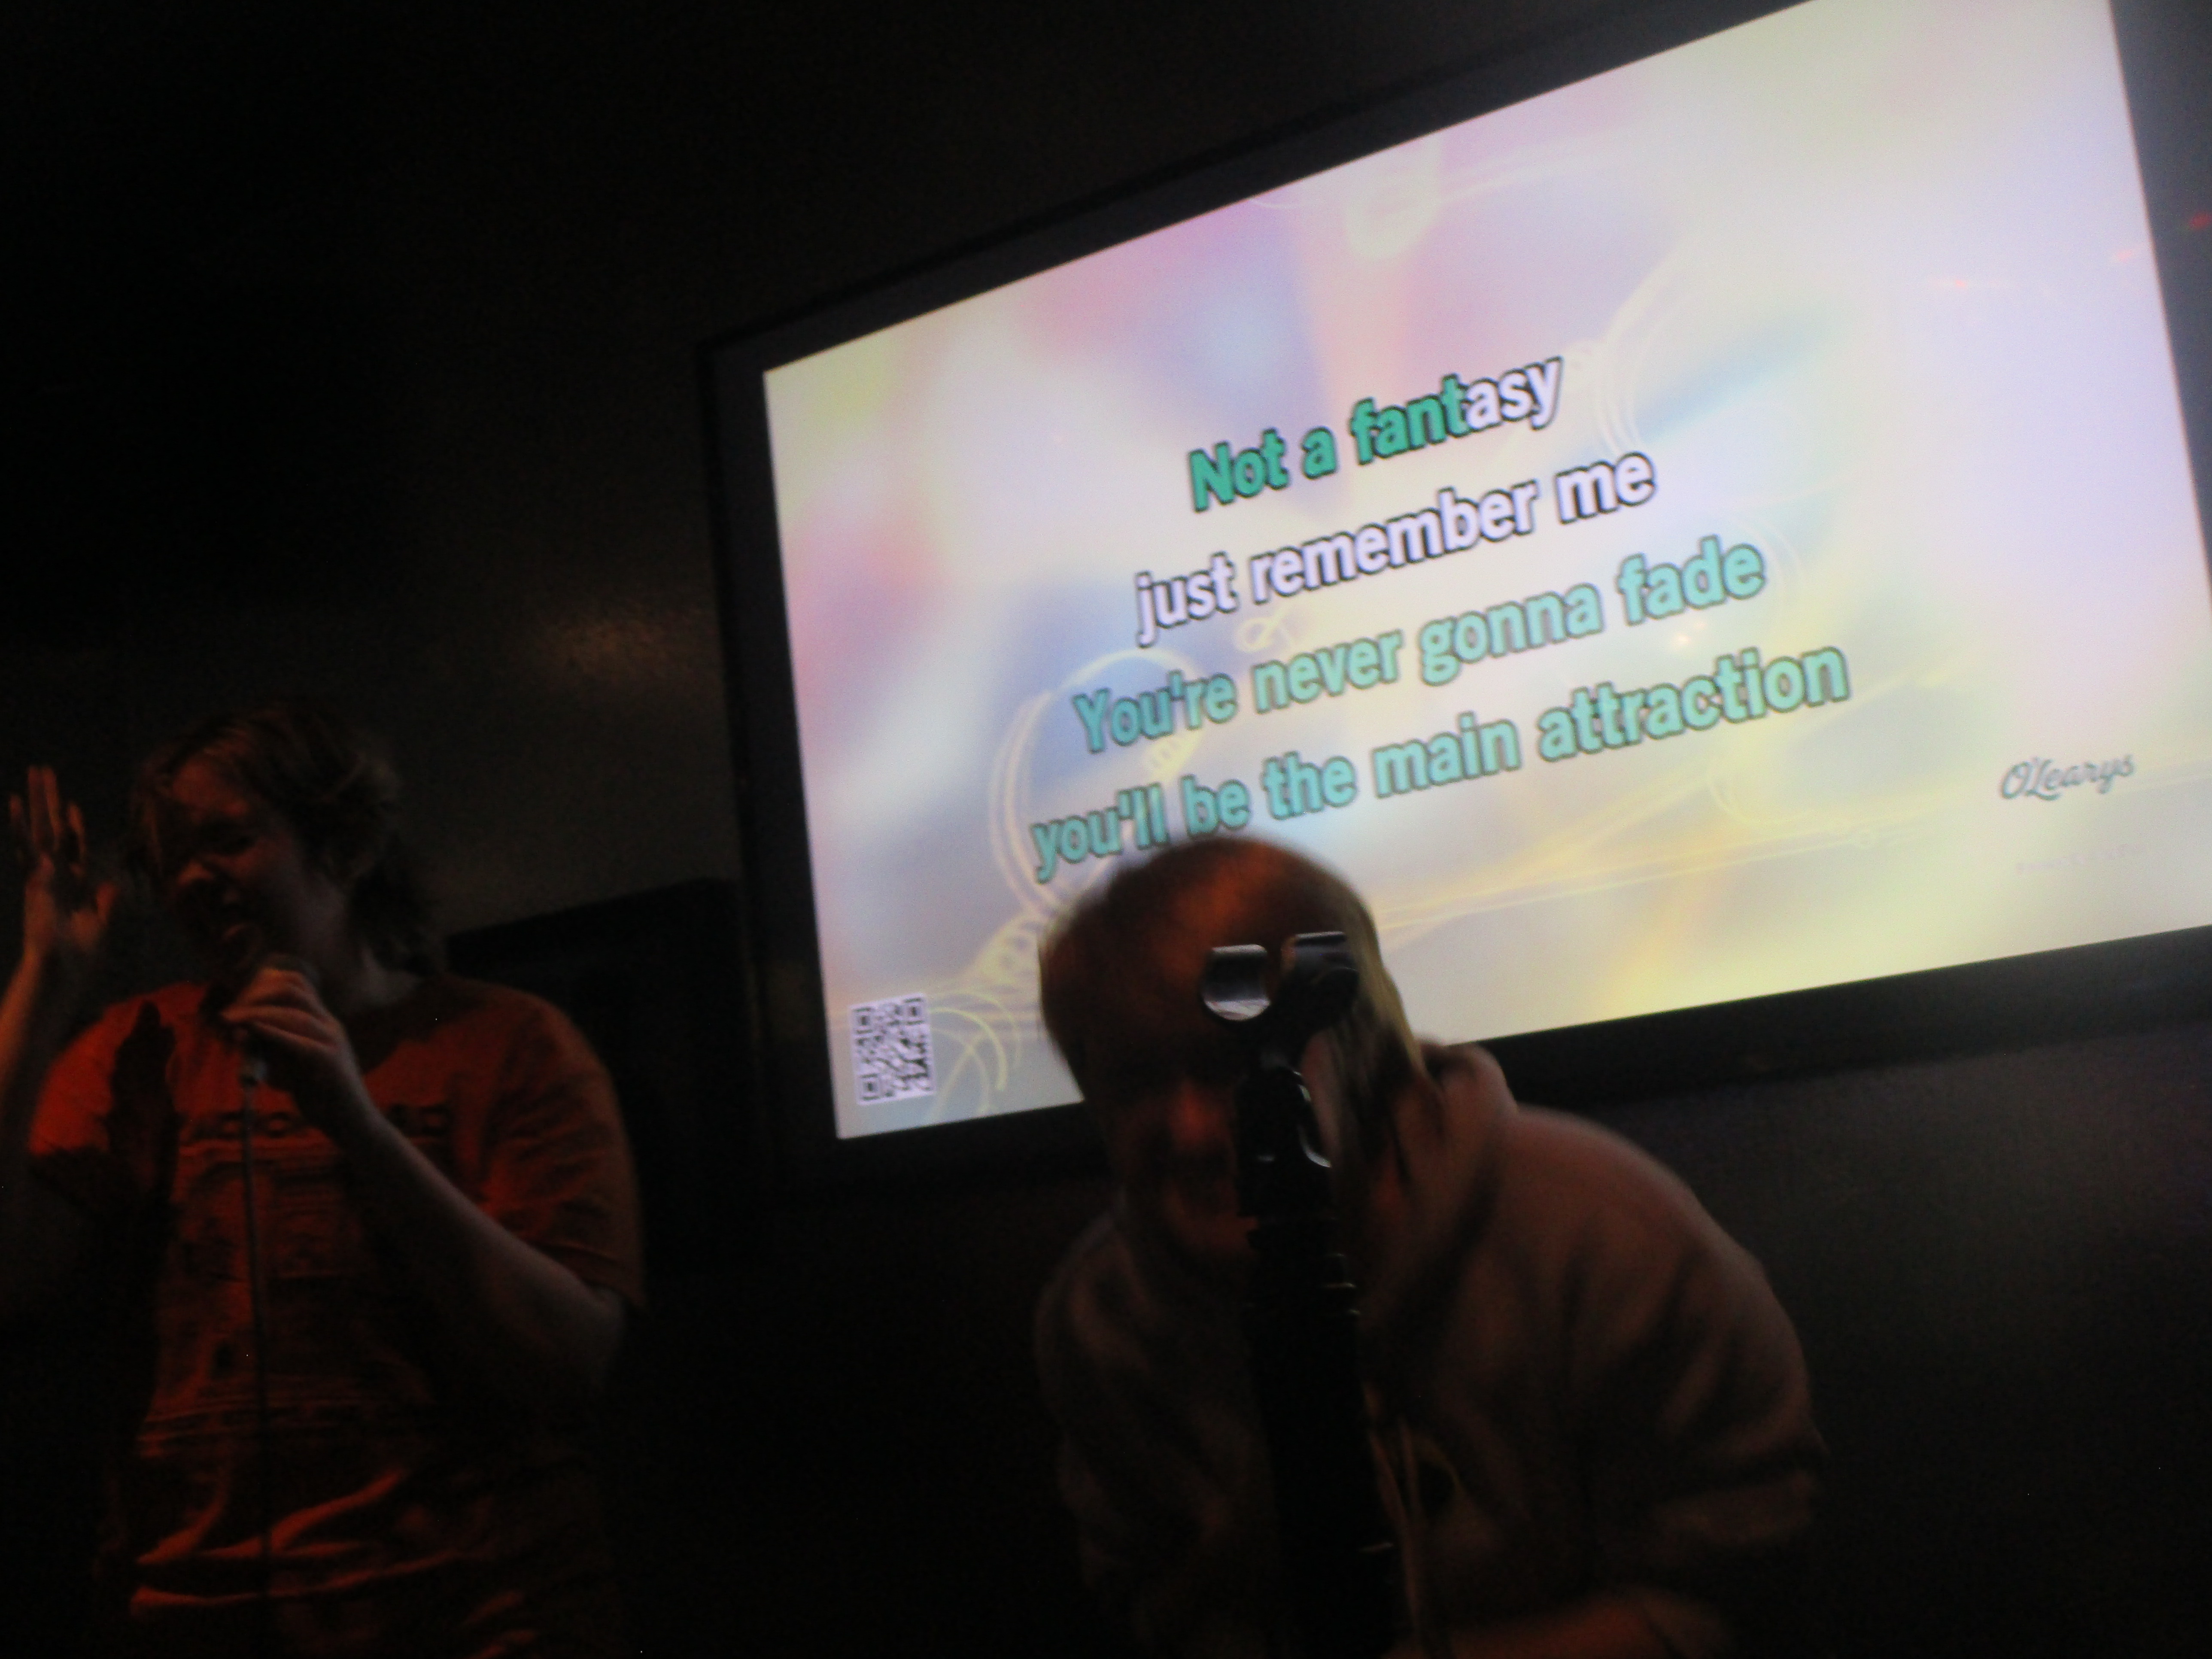 Not a fantasy
just remember me
You're never gonna fade
you'll be the main attraction
O'Learys